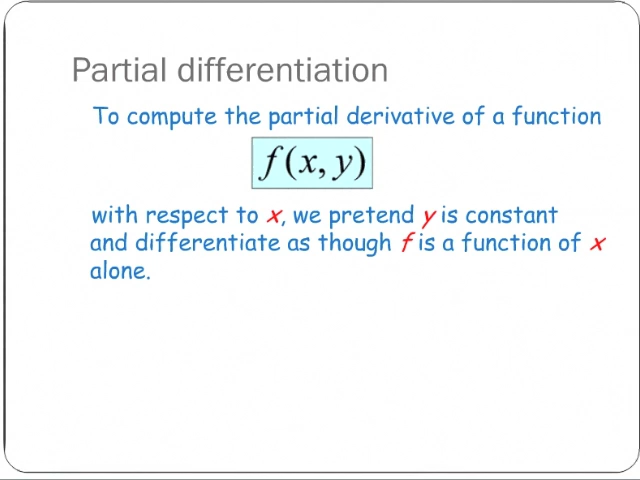 Partial differentiation
To compute the partial derivative of a function
f(x, y)
with respect to x, we pretend y is constant
and differentiate as though f is a function of x
alone.